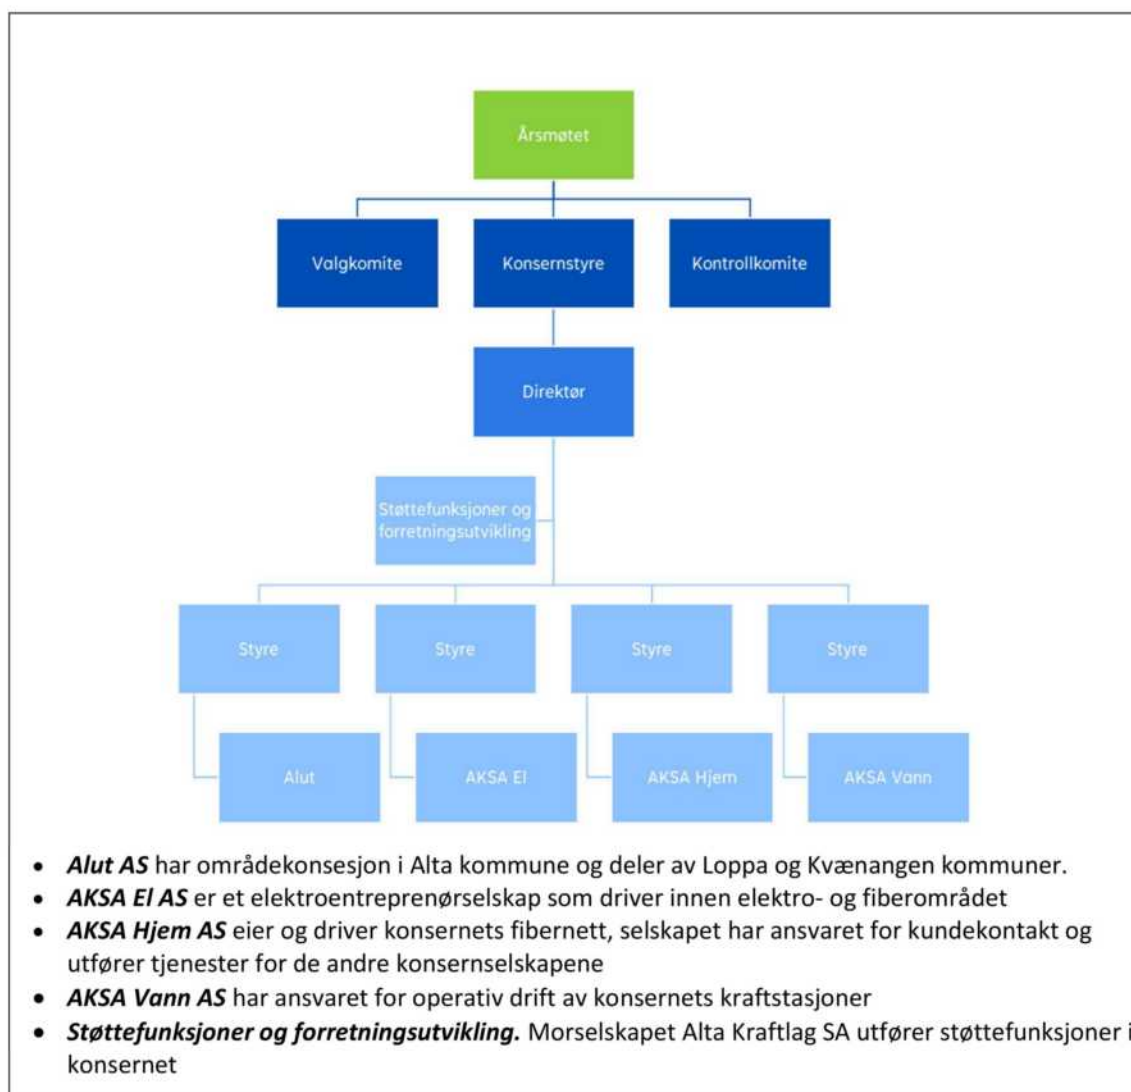 Årsmøtet
Valgkomite
Konsernstyre
Kontrollkomite
Direktør
Støttefunksjoner og
forretningsutvikling
Styre
Styre
Styre
Styre
Alut
AKSA El
AKSA Hjem
AKSA Vann
• Alut AS har områdekonsesjon i Alta kommune og deler av Loppa og Kvænangen kommuner.
• AKSA El AS er et elektroentreprenørselskap som driver innen elektro- og fiberområdet
• AKSA Hjem AS eier og driver konsernets fibernett, selskapet har ansvaret for kundekontakt og
utfører tjenester for de andre konsernselskapene
• AKSA Vann AS har ansvaret for operativ drift av konsernets kraftstasjoner
• Støttefunksjoner og forretningsutvikling. Morselskapet Alta Kraftlag SA utfører støttefunksjoner i
konsernet